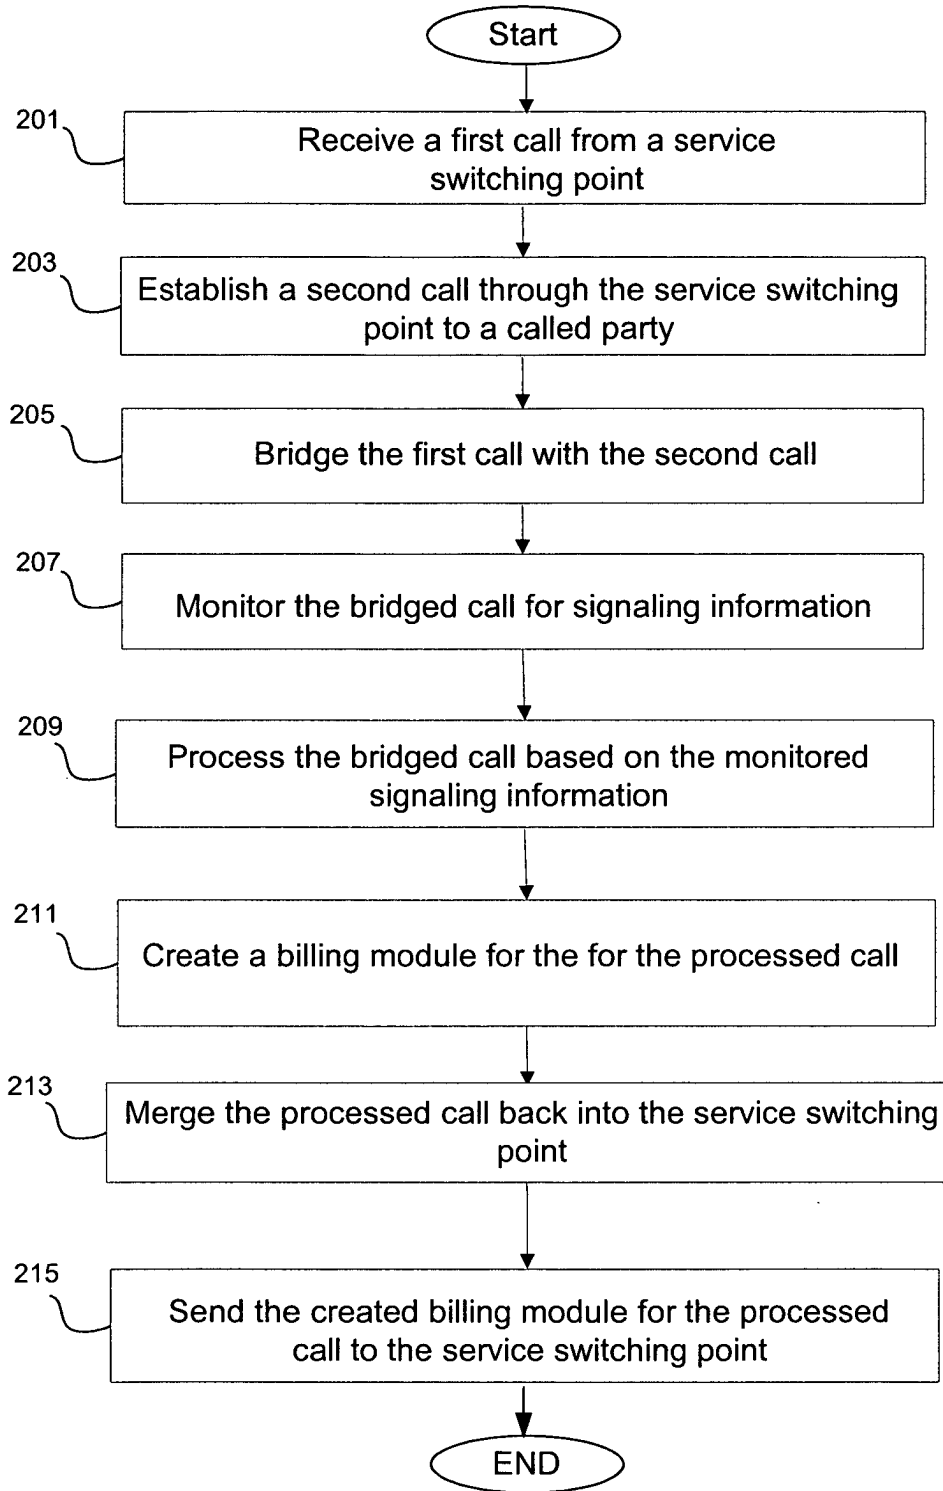 Start
201
Receive a first call from a service
switching point
203
Establish a second call through the service switching
point to a called party
205
Bridge the first call with the second call
207
Monitor the bridged call for signaling information
209
Process the bridged call based on the monitored
signaling information
211
Create a billing module for the for the processed call
213
Merge the processed call back into the service switching
point
215
Send the created billing module for the processed
call to the service switching point
END